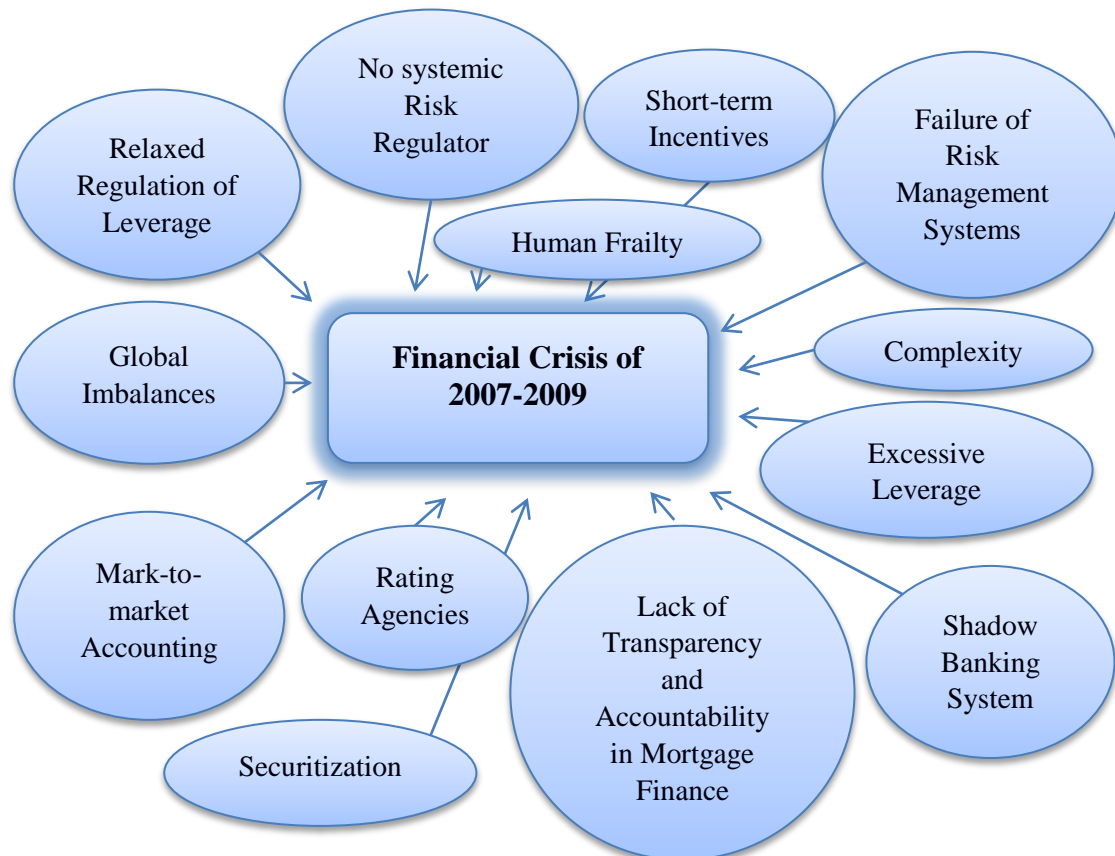 No systemic
Risk
Regulator
Short-term
Incentives
Failure of
Risk
Management
Systems
Relaxed
Regulation of
Leverage
Human Frailty
Global
Imbalances
Financial Crisis of
2007-2009
Complexity
Excessive
Leverage
Mark-to-
market
Accounting
Rating
Agencies
Lack of
Transparency
and
Accountability
in Mortgage
Finance
Shadow
Banking
System
Securitization